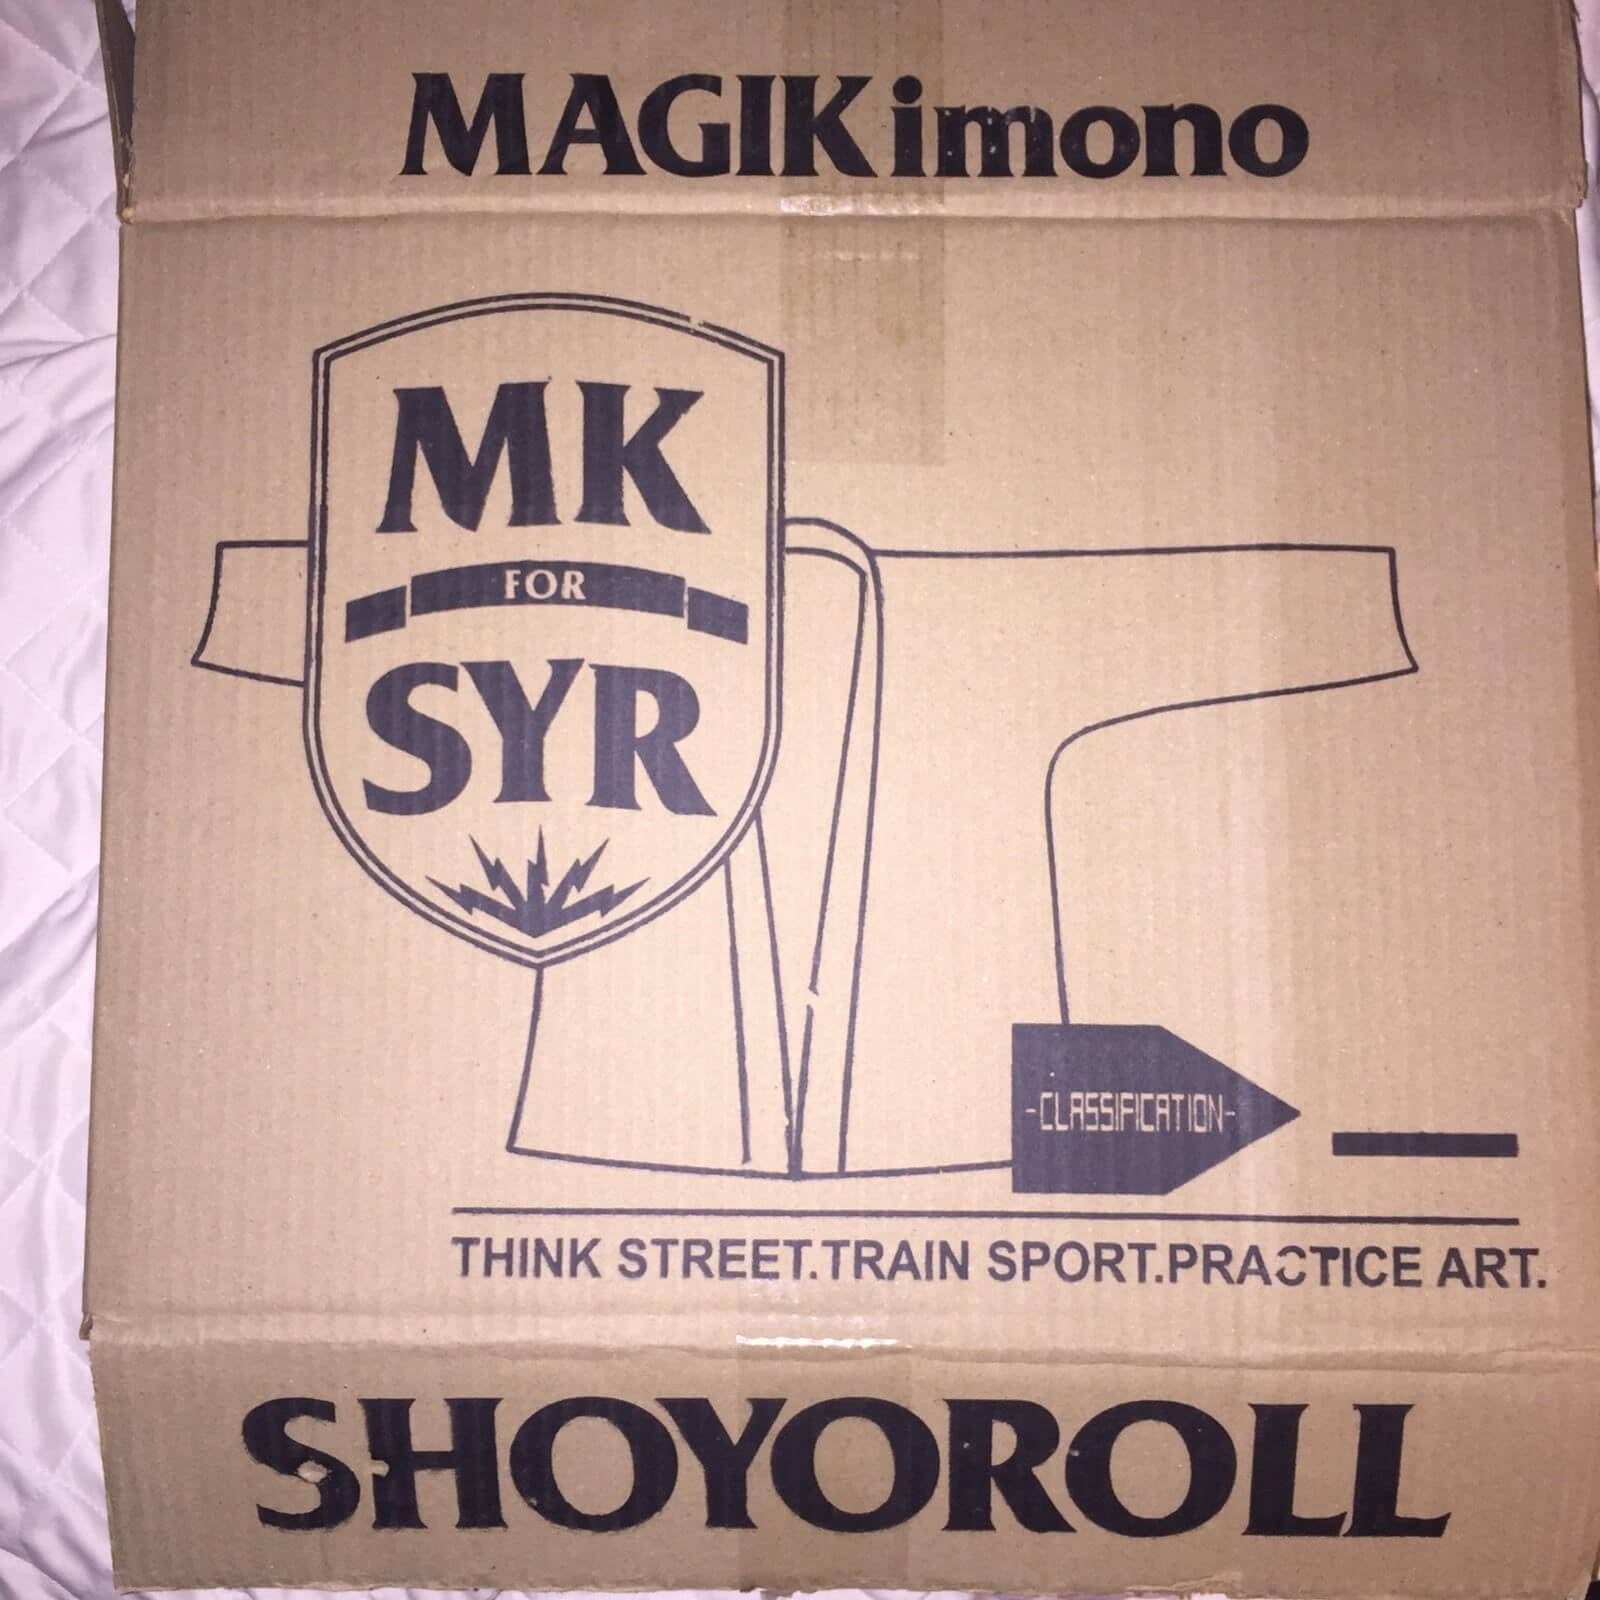 MAGIKimono
MK
FOR
SYR
-CLASSIFICATION-
THINK STREET.TRAIN SPORT.PRACTICE ART.
SHOYOROLL